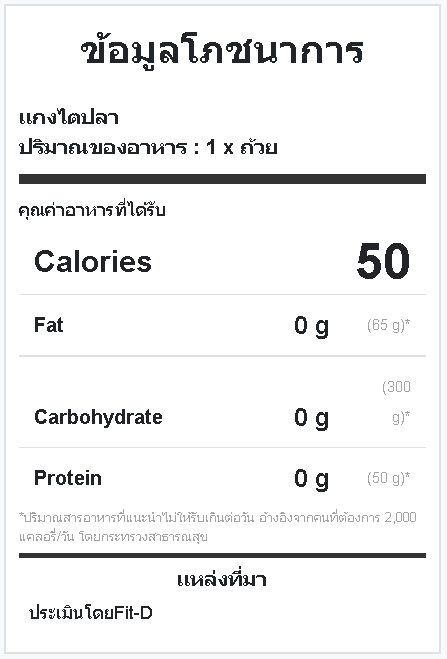 ข้อมูลโภชนาการ
แกงไตปลา
ปริมาณของอาหาร : 1 x ถ้วย
คุณค่าอาหารที่ได้รับ
Calories 50
Fat 0 g (65 g)*
Carbohydrate 0 g (300 g)*
Protein 0 g (50 g)*
*ปริมาณสารอาหารที่แนะนำไม่ให้รับเกินต่อวัน อ้างอิงจากคนที่ต้องการ 2,000
แคลอรี่/วัน โดยกระทรวงสาธารณสุข
แหล่งที่มา
ประเมินโดยFit-D